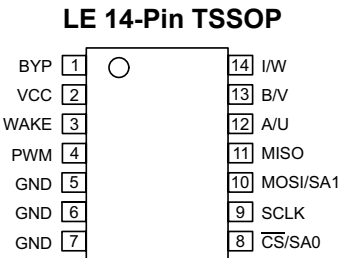 LE 14-Pin TSSOP
BYP 1 14 I/W
VCC 2 13 B/V
WAKE 3 12 A/U
PWM 4 11 MISO
GND 5 10 MOSI/SA1
GND 6 9 SCLK
GND 7 8 C̅S̅/SA0